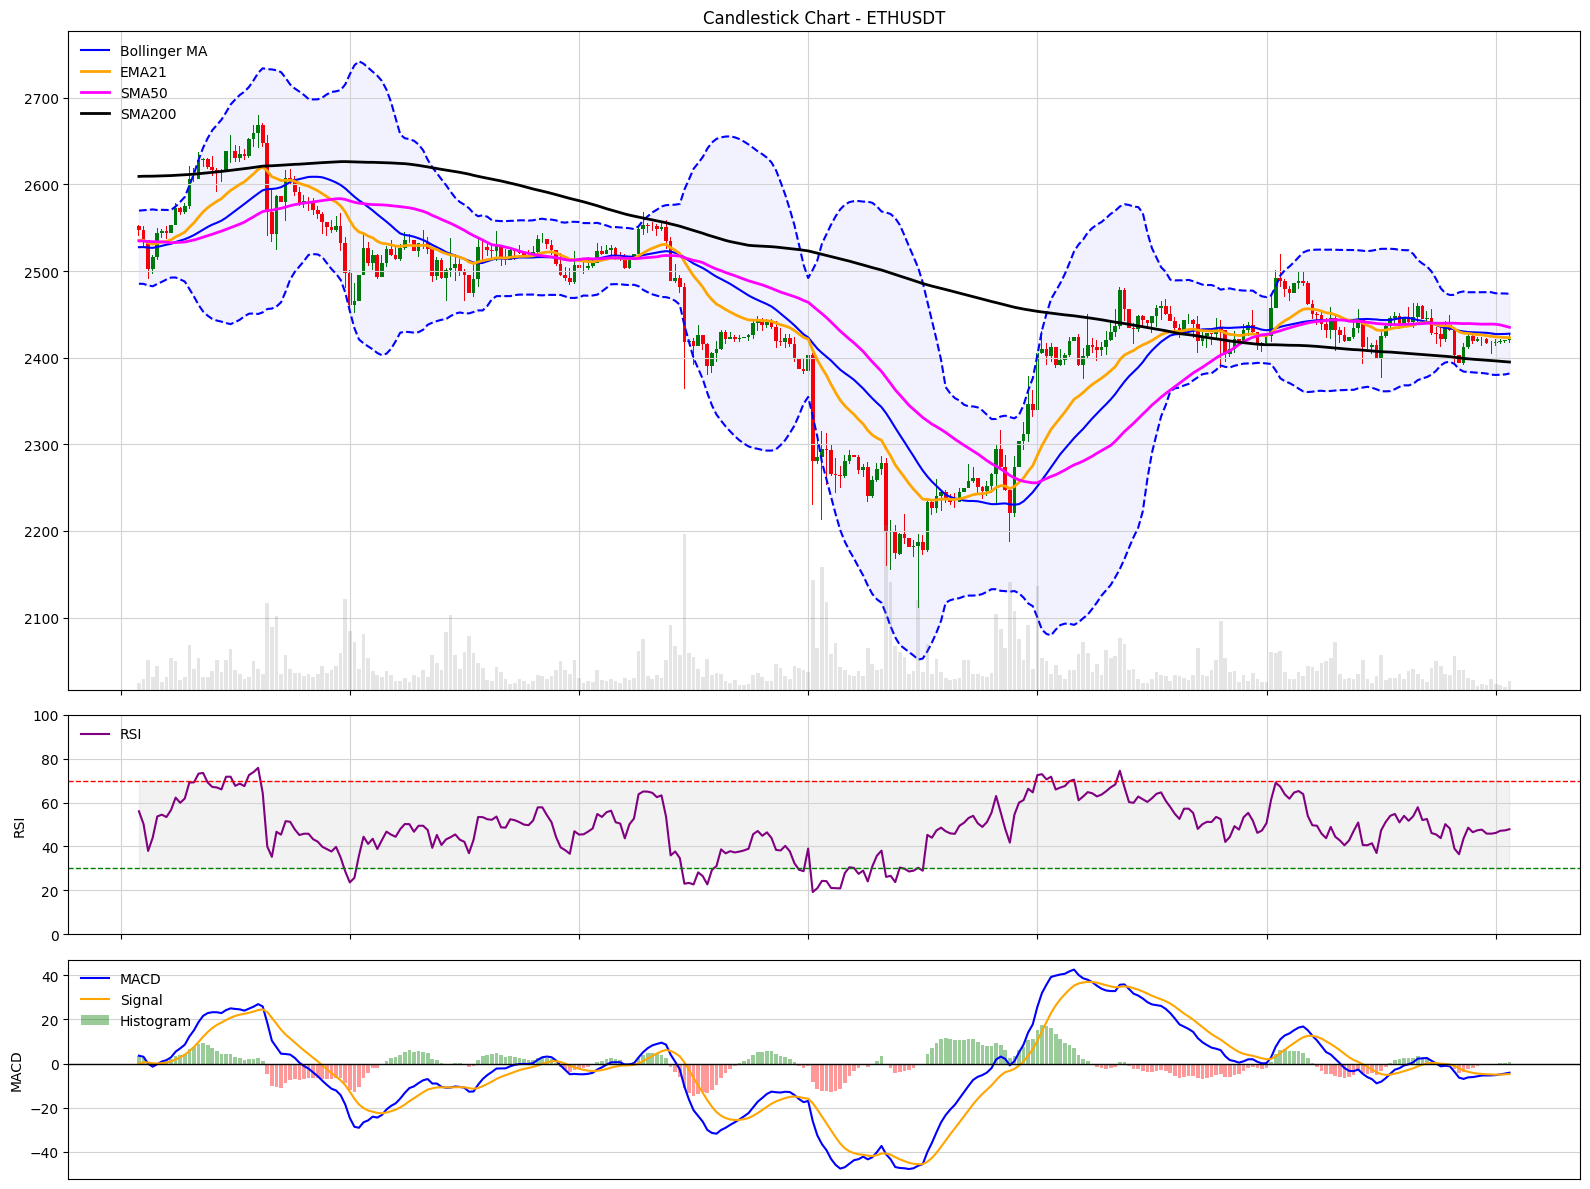 Candlestick Chart - ETHUSDT
Bollinger MA
EMA21
SMA50
SMA200
2700
2600
2500
2400
2300
2200
2100
100
RSI
80
60
RSI
40
20
0
MACD
40
Signal
20
Histogram
0
MACD
−20
−40